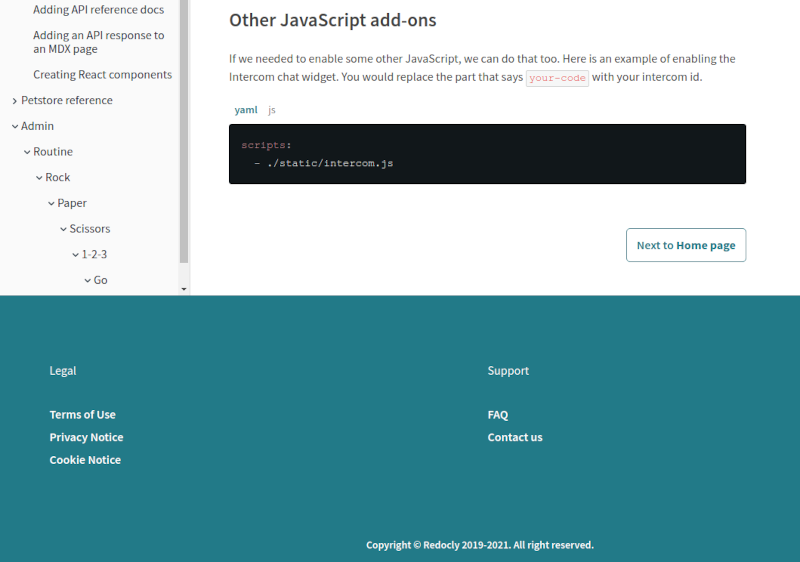 Adding API reference docs
Adding an API response to
an MDX page
Creating React components
Petstore reference
Admin
Routine
Rock
Paper
Scissors
1-2-3
Go
Other JavaScript add-ons
If we needed to enable some other JavaScript, we can do that too. Here is an example of enabling the
Intercom chat widget. You would replace the part that says your-code with your intercom id.
yaml js
scripts:
- ./static/intercom.js
Next to Home page
Legal
Terms of Use
Privacy Notice
Cookie Notice
Support
FAQ
Contact us
Copyright © Redocly 2019-2021. All right reserved.